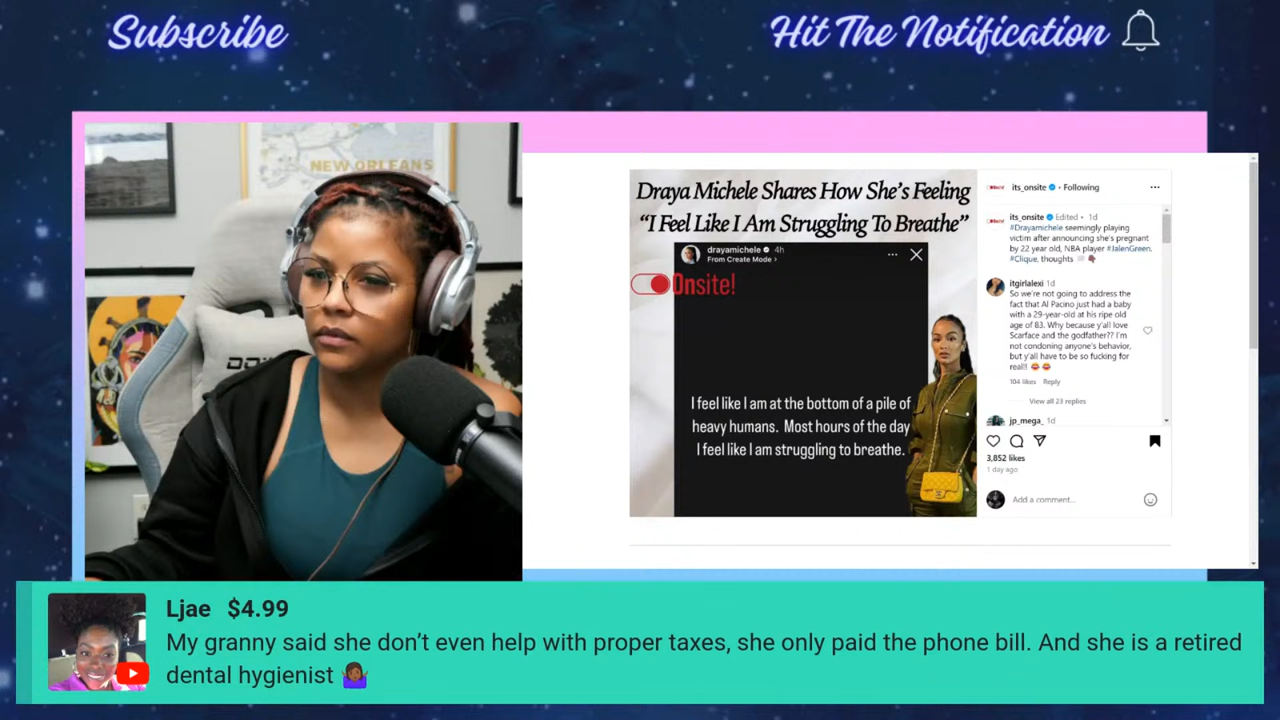 Subscribe
Hit The Notification
NEW ORLEANS
Draya Michele Shares How She's Feeling
“I Feel Like I Am Struggling To Breathe”
drayamichele 4h
From Create Mode >
Onsite!
I feel like I am at the bottom of a pile of
heavy humans. Most hours of the day
I feel like I am struggling to breathe.
its_onsite • Following
its_onsite Edited • 1d
#Drayamichele seemingly playing
victim after announcing she's pregnant
by 22 year old, NBA player #JalenGreen.
#Clique, thoughts
itgirlalexi 1d
So we're not going to address the
fact that Al Pacino just had a baby
with a 29-year-old at his ripe old
age of 83. Why because y'all love
Scarface and the godfather?? I'm
not condoning anyone's behavior,
but y'all have to be so fucking for
real!! 😂 😂
104 likes Reply
View all 23 replies
jp_mega_ 1d
3,852 likes
1 day ago
Add a comment...
Ljae $4.99
My granny said she don’t even help with proper taxes, she only paid the phone bill. And she is a retired
dental hygienist 🤷🏾‍♀️